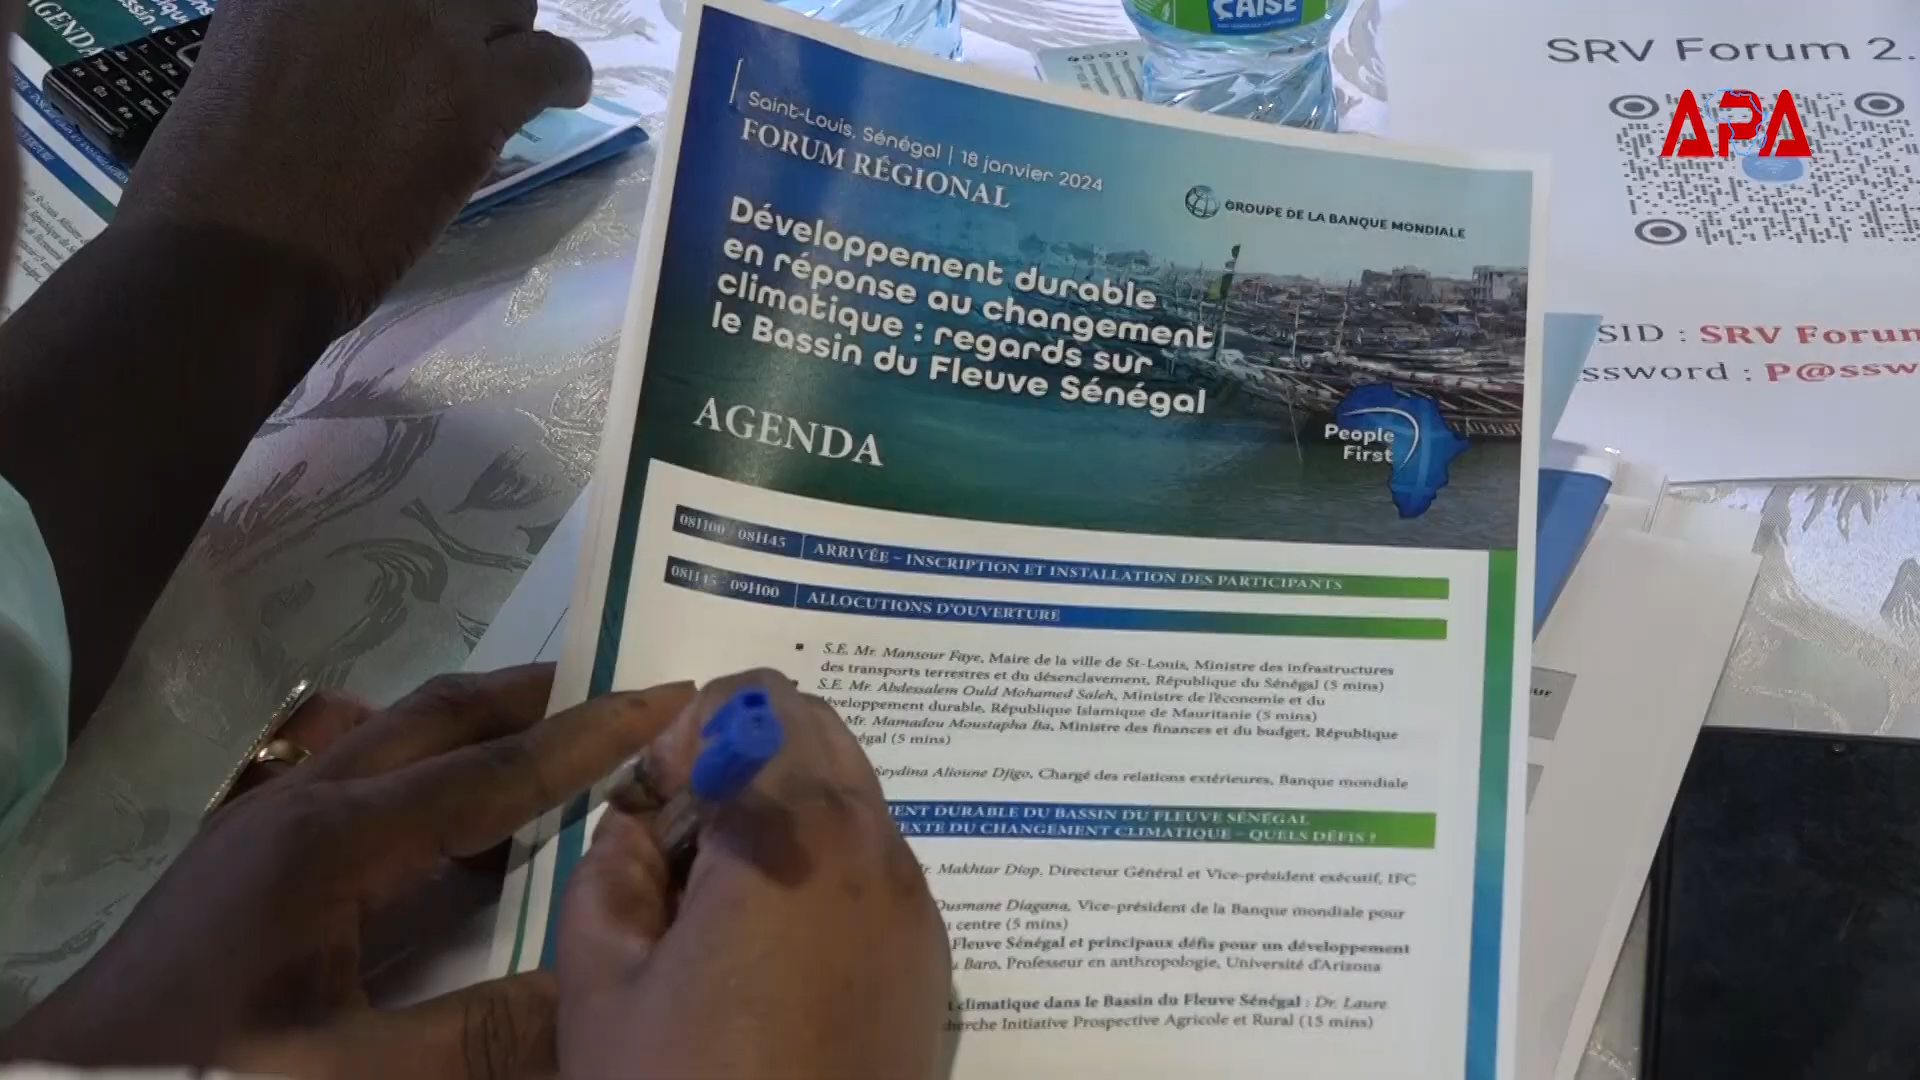 ÇAISE
SRV Forum 2.
APA
AGENDA
Saint-Louis, Sénégal | 18 janvier 2024
FORUM RÉGIONAL
GROUPE DE LA BANQUE MONDIALE
Développement durable
en réponse au changement
climatique : regards sur
le Bassin du Fleuve Sénégal
AGENDA
People
First
SID : SRV Forum
ssword : P@ssw
08H00 / 08H45 | ARRIVÉE – INSCRIPTION ET INSTALLATION DES PARTICIPANTS
08H45 / 09H00 | ALLOCUTIONS D'OUVERTURE
▪ S.E. Mr. Mansour Faye, Maire de la ville de St-Louis, Ministre des infrastructures
des transports terrestres et du désenclavement, République du Sénégal (5 mins)
S.E. Mr. Abdessalem Ould Mohamed Saleh, Ministre de l'économie et du
développement durable, République Islamique de Mauritanie (5 mins)
Mr. Mamadou Moustapha Ba, Ministre des finances et du budget, République
égal (5 mins)
Seydina Alioune Djigo, Chargé des relations extérieures, Banque mondiale
MENT DURABLE DU BASSIN DU FLEUVE SÉNÉGAL
EXTE DU CHANGEMENT CLIMATIQUE – QUELS DÉFIS ?
r. Makhtar Diop, Directeur Général et Vice-président exécutif, IFC
Ousmane Diagana, Vice-président de la Banque mondiale pour
u centre (5 mins)
Fleuve Sénégal et principaux défis pour un développement
Baro, Professeur en anthropologie, Université d'Arizona
t climatique dans le Bassin du Fleuve Sénégal : Dr. Laure
herche Initiative Prospective Agricole et Rural (15 mins)